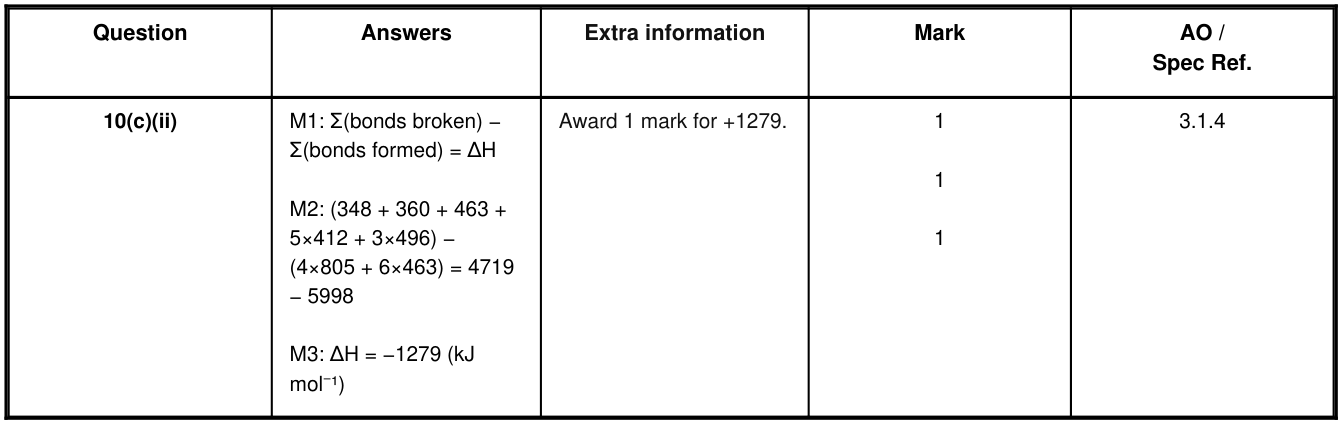 Question Answers Extra information Mark AO /
Spec Ref.
10(c)(ii) M1: Σ(bonds broken) – Award 1 mark for +1279. 1 3.1.4
Σ(bonds formed) = ΔH
1
M2: (348 + 360 + 463 +
5×412 + 3×496) – 1
(4×805 + 6×463) = 4719
– 5998
M3: ΔH = –1279 (kJ
mol⁻¹)